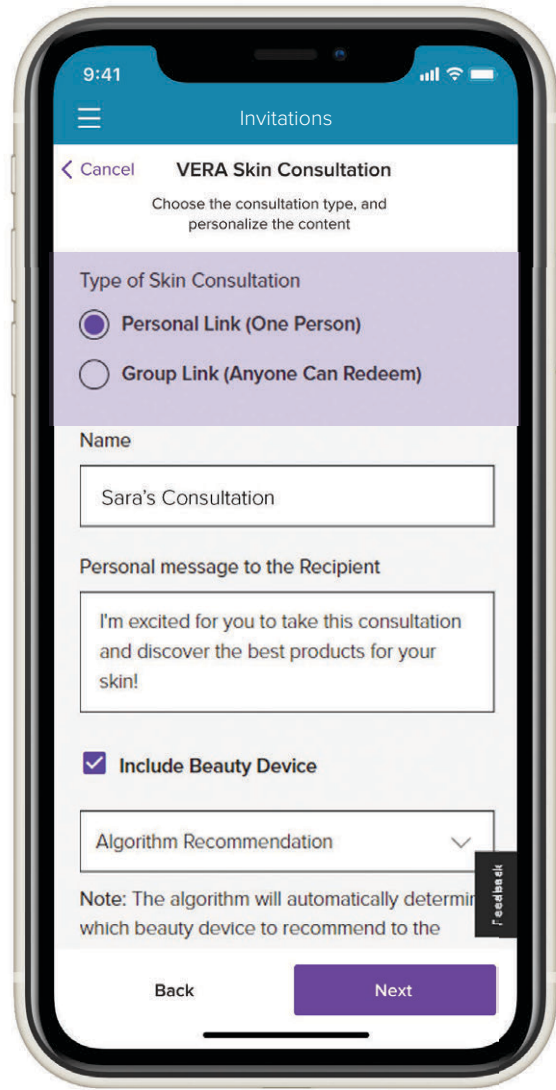 9:41
Invitations
Cancel
VERA Skin Consultation
Choose the consultation type, and
personalize the content
Type of Skin Consultation
Personal Link (One Person)
Group Link (Anyone Can Redeem)
Name
Sara's Consultation
Personal message to the Recipient
I'm excited for you to take this consultation
and discover the best products for your
skin!
Include Beauty Device
Algorithm Recommendation
Feedback
Note: The algorithm will automatically determin
which beauty device to recommend to the
Back
Next